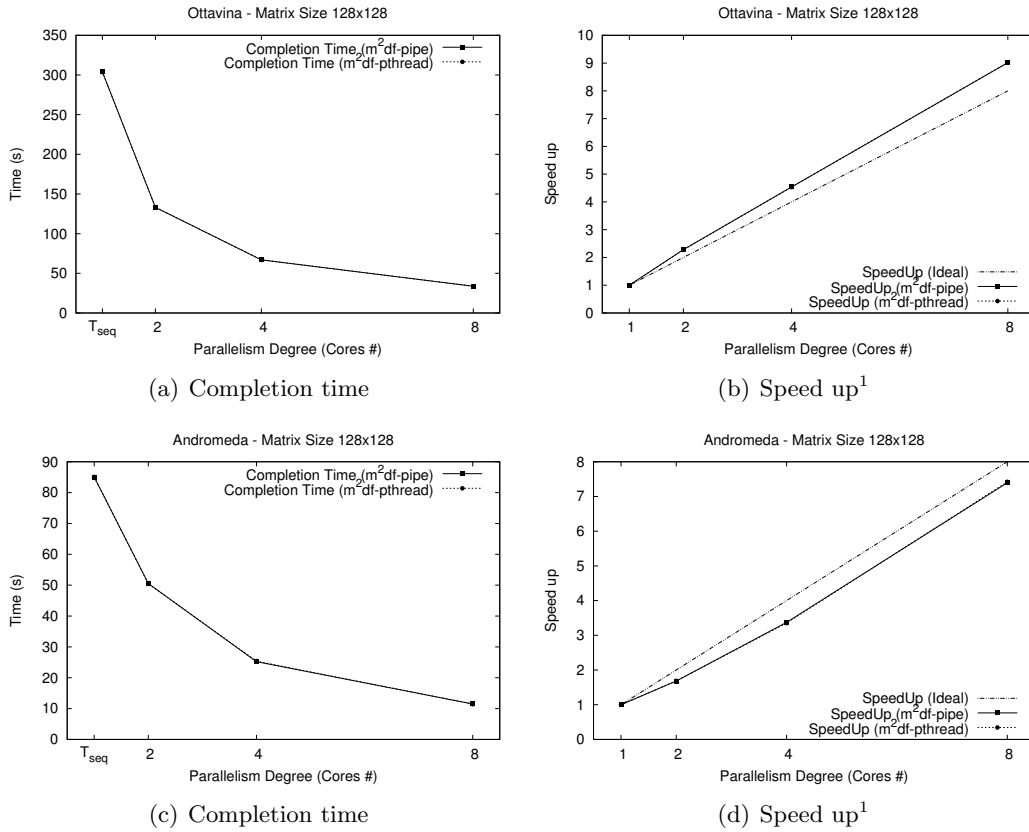 Ottavina - Matrix Size 128x128
350
300
250
200
150
100
50
0
Time (s)
Completion Time (m²df-pipe)
Completion Time (m²df-pthread)
T_seq 2 4 8
Parallelism Degree (Cores #)
(a) Completion time
Ottavina - Matrix Size 128x128
10
9
8
7
6
5
4
3
2
1
0
Speed up
SpeedUp (Ideal)
SpeedUp (m²df-pipe)
SpeedUp (m²df-pthread)
1 2 4 8
Parallelism Degree (Cores #)
(b) Speed up¹
Andromeda - Matrix Size 128x128
90
80
70
60
50
40
30
20
10
0
Time (s)
Completion Time (m²df-pipe)
Completion Time (m²df-pthread)
T_seq 2 4 8
Parallelism Degree (Cores #)
(c) Completion time
Andromeda - Matrix Size 128x128
8
7
6
5
4
3
2
1
0
Speed up
SpeedUp (Ideal)
SpeedUp (m²df-pipe)
SpeedUp (m²df-pthread)
1 2 4 8
Parallelism Degree (Cores #)
(d) Speed up¹